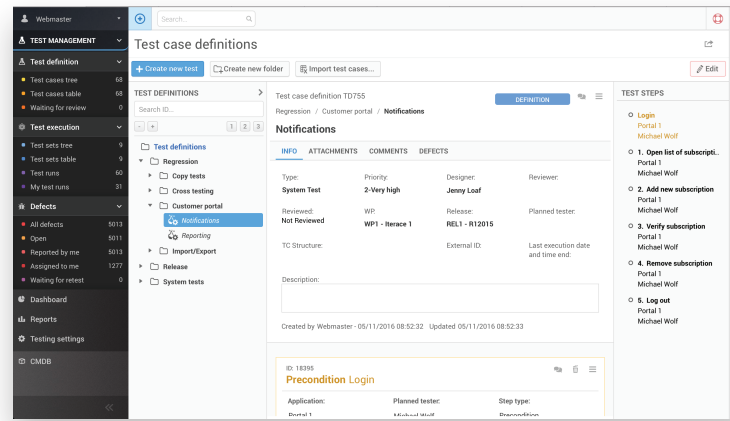 Webmaster
Search...
TEST MANAGEMENT
Test definition
Test cases tree 68
Test cases table 68
Waiting for review 0
Test execution
Test sets tree 9
Test sets table 9
Test runs 60
My test runs 31
Defects
All defects 5013
Open 5011
Reported by me 5013
Assigned to me 1277
Waiting for retest 0
Dashboard
Reports
Testing settings
CMDB
Test case definitions
+ Create new test
Create new folder
Import test cases...
Edit
TEST DEFINITIONS
Search ID...
- + 1 2 3
Test definitions
Regression
Copy tests
Cross testing
Customer portal
Notifications
Reporting
Import/Export
Release
System tests
Test case definition TD755
DEFINITION
Regression / Customer portal / Notifications
Notifications
INFO ATTACHMENTS COMMENTS DEFECTS
Type: Priority: Designer: Reviewer:
System Test 2-Very high Jenny Loaf
Reviewed: WP: Release: Planned tester:
Not Reviewed WP1 - Iterace 1 REL1 - R12015
TC Structure: External ID: Last execution date
and time end:
Description:
Created by Webmaster - 05/11/2016 08:52:32 Updated 05/11/2016 08:52:33
ID: 18395
Precondition Login
Application: Planned tester: Step type:
Portal 1 Michael Wolf Precondition
TEST STEPS
Login
Portal 1
Michael Wolf
1. Open list of subscripti..
Portal 1
Michael Wolf
2. Add new subscription
Portal 1
Michael Wolf
3. Verify subscription
Portal 1
Michael Wolf
4. Remove subscription
Portal 1
Michael Wolf
5. Log out
Portal 1
Michael Wolf